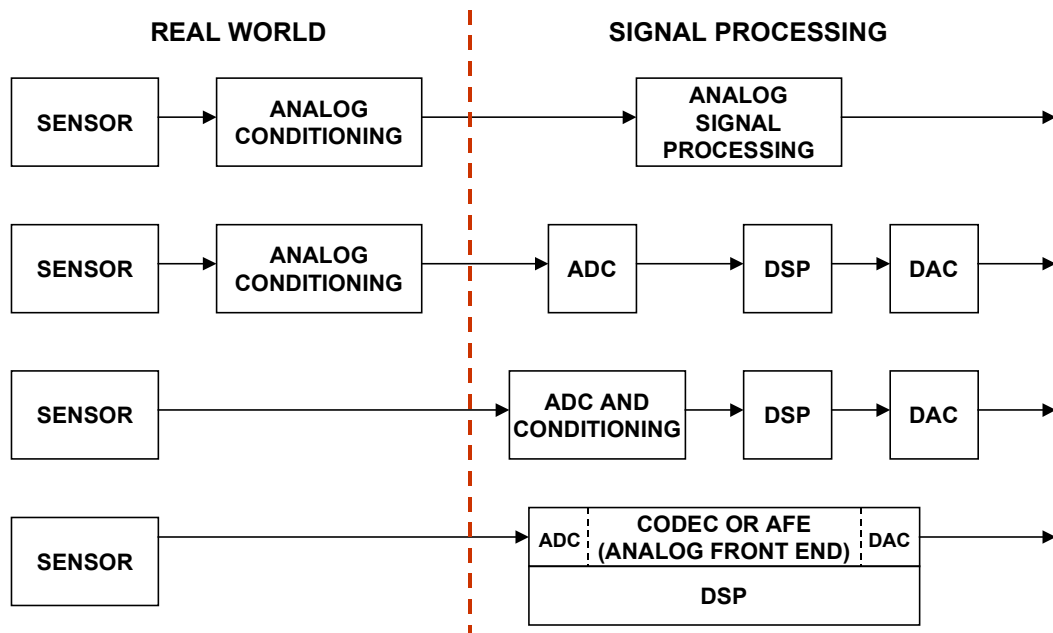 REAL WORLD
SIGNAL PROCESSING
SENSOR
ANALOG
CONDITIONING
ANALOG
SIGNAL
PROCESSING
SENSOR
ANALOG
CONDITIONING
ADC
DSP
DAC
SENSOR
ADC AND
CONDITIONING
DSP
DAC
SENSOR
ADC
CODEC OR AFE
(ANALOG FRONT END)
DAC
DSP